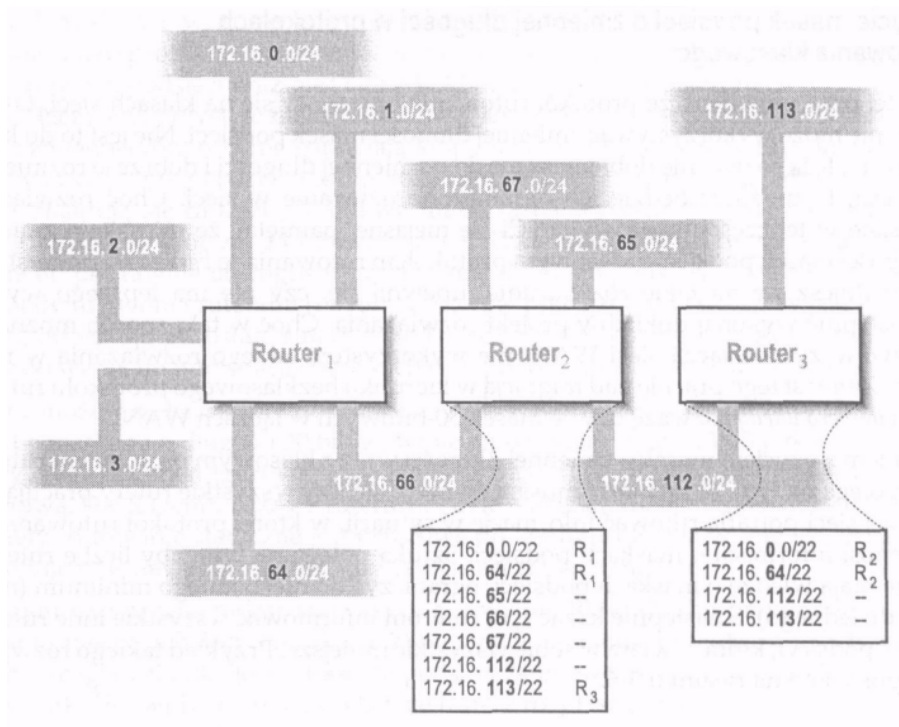 172.16. 0 .0/24
172.16. 1 .0/24
172.16. 113 .0/24
172.16. 67 .0/24
172.16. 2 .0/24
172.16. 65 .0/24
Router1
Router2
Router3
172.16. 3 .0/24
172.16. 66 .0/24
172.16. 112 .0/24
172.16. 64 .0/24
172.16. 0.0/22 R1
172.16. 64/22 R1
172.16. 65/22 --
172.16. 66/22 --
172.16. 67/22 --
172.16. 112/22 --
172.16. 113/22 R3
172.16. 0.0/22 R2
172.16. 64/22 R2
172.16. 112/22 --
172.16. 113/22 --